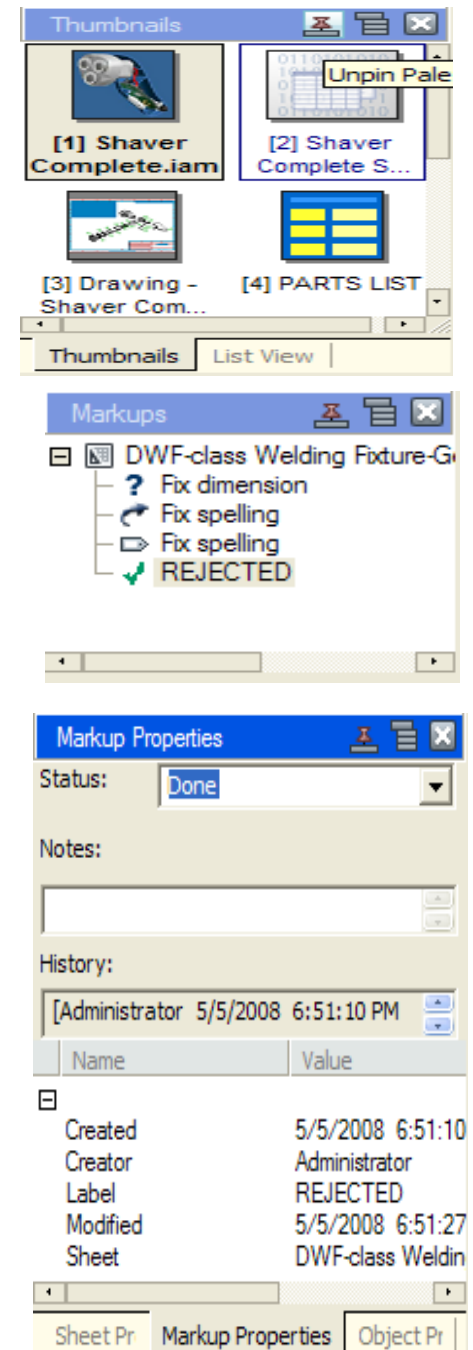 Thumbnails
Unpin Pale
[1] Shaver
Complete.iam
[2] Shaver
Complete S...
[3] Drawing -
Shaver Com...
[4] PARTS LIST
Thumbnails List View
Markups
DWF-class Welding Fixture-Ge
? Fix dimension
Fix spelling
Fix spelling
REJECTED
Markup Properties
Status: Done
Notes:
History:
[Administrator 5/5/2008 6:51:10 PM
Name Value
Created 5/5/2008 6:51:10
Creator Administrator
Label REJECTED
Modified 5/5/2008 6:51:27
Sheet DWF-class Weldin
Sheet Pr Markup Properties Object Pr